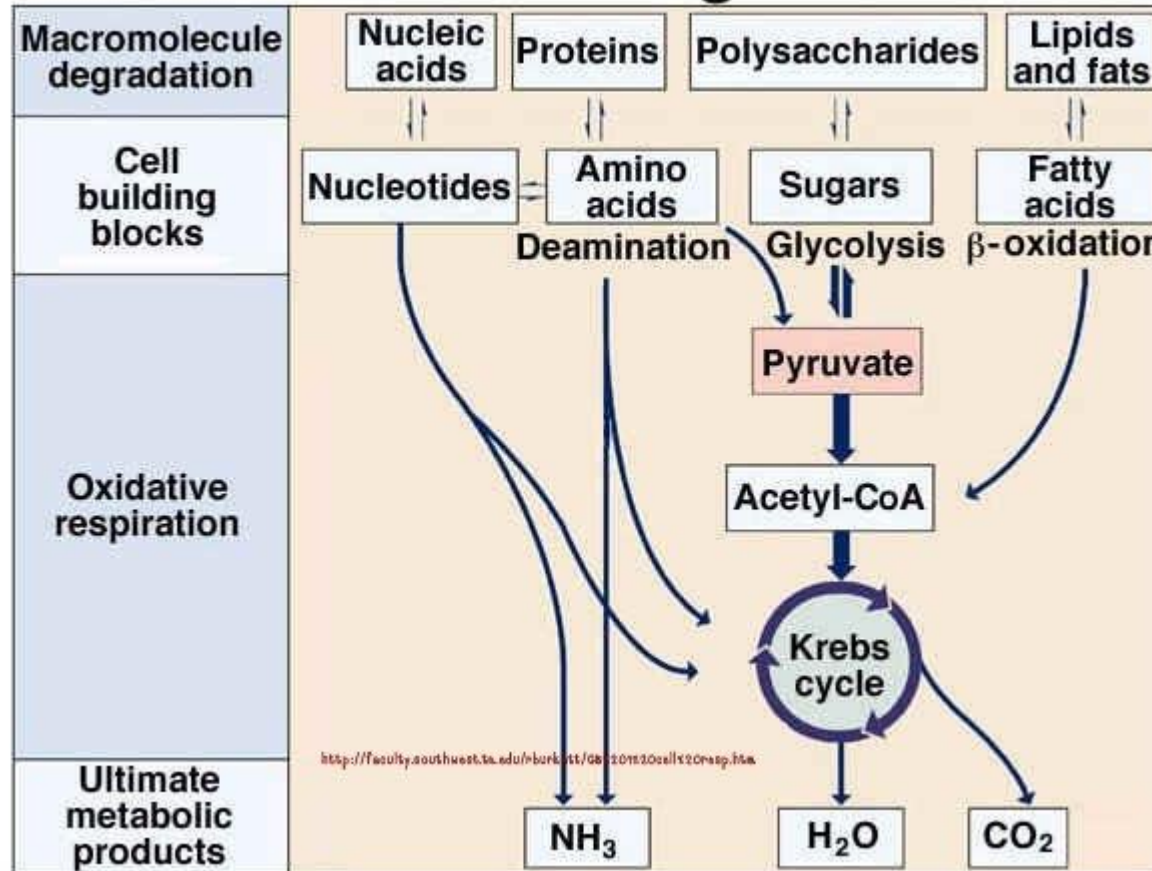 Macromolecule
degradation
Nucleic
acids
Proteins
Polysaccharides
Lipids
and fats
Cell
building
blocks
Nucleotides
Amino
acids
Sugars
Fatty
acids
Deamination
Glycolysis
β-oxidation
Pyruvate
Oxidative
respiration
Acetyl-CoA
Krebs
cycle
Ultimate
metabolic
products
NH3
H2O
CO2